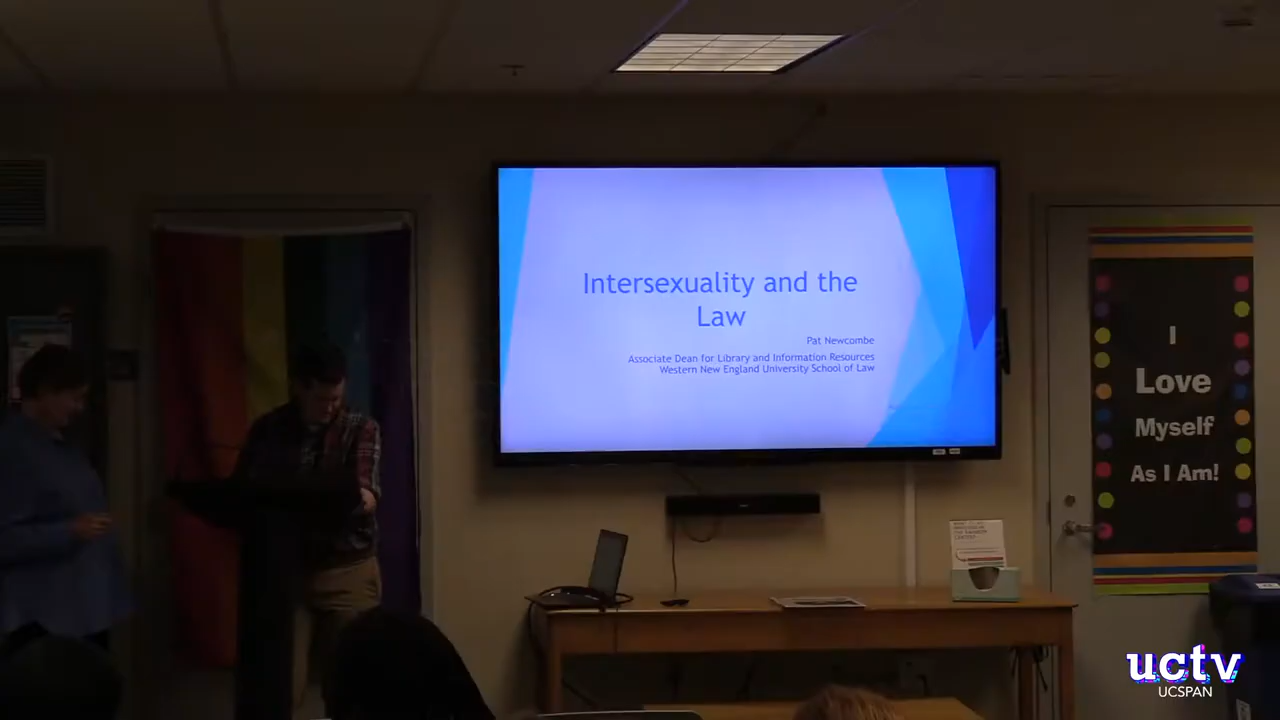 Intersexuality and the
Law
Pat Newcombe
Associate Dean for Library and Information Resources
Western New England University School of Law
I
Love
Myself
As I Am!
uctv
UCSPAN